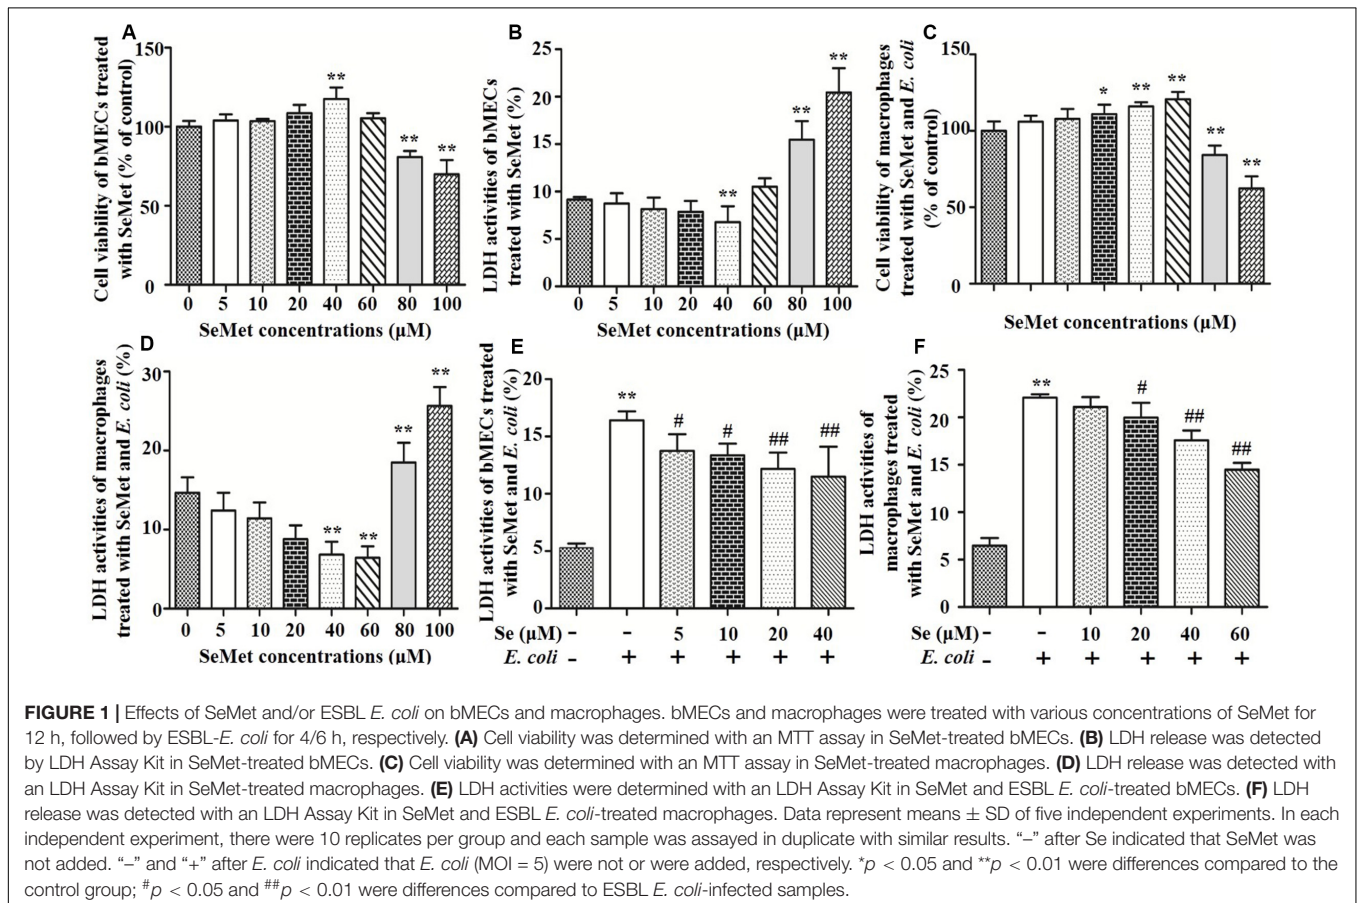 A
Cell viability of bMECs treated
with SeMet (% of control)
150
100
50
0
**
**
**
0 5 10 20 40 60 80 100
SeMet concentrations (µM)
B
LDH activities of bMECs
treated with SeMet (%)
25
20
15
10
5
0
**
**
**
0 5 10 20 40 60 80 100
SeMet concentrations (µM)
C
Cell viability of macrophages
treated with SeMet and E. coli
(% of control)
150
100
50
0
*
**
**
**
**
0 5 10 20 40 60 80 100
SeMet concentrations (µM)
D
LDH activities of macrophages
treated with SeMet and E. coli (%)
30
20
10
0
**
**
**
**
0 5 10 20 40 60 80 100
SeMet concentrations (µM)
E
LDH activities of bMECs treated
with SeMet and E. coli (%)
20
15
10
5
0
**
#
#
##
##
Se (µM) – – 5 10 20 40
E. coli – + + + + +
F
LDH activities of
macrophages treated
with SeMet and E. coli (%)
25
20
15
10
5
0
**
#
##
##
Se (µM) – – 10 20 40 60
E. coli – + + + + +
FIGURE 1 | Effects of SeMet and/or ESBL E. coli on bMECs and macrophages. bMECs and macrophages were treated with various concentrations of SeMet for
12 h, followed by ESBL-E. coli for 4/6 h, respectively. (A) Cell viability was determined with an MTT assay in SeMet-treated bMECs. (B) LDH release was detected
by LDH Assay Kit in SeMet-treated bMECs. (C) Cell viability was determined with an MTT assay in SeMet-treated macrophages. (D) LDH release was detected with
an LDH Assay Kit in SeMet-treated macrophages. (E) LDH activities were determined with an LDH Assay Kit in SeMet and ESBL E. coli-treated bMECs. (F) LDH
release was detected with an LDH Assay Kit in SeMet and ESBL E. coli-treated macrophages. Data represent means ± SD of five independent experiments. In each
independent experiment, there were 10 replicates per group and each sample was assayed in duplicate with similar results. “–” after Se indicated that SeMet was
not added. “–” and “+” after E. coli indicated that E. coli (MOI = 5) were not or were added, respectively. *p < 0.05 and **p < 0.01 were differences compared to the
control group; #p < 0.05 and ##p < 0.01 were differences compared to ESBL E. coli-infected samples.